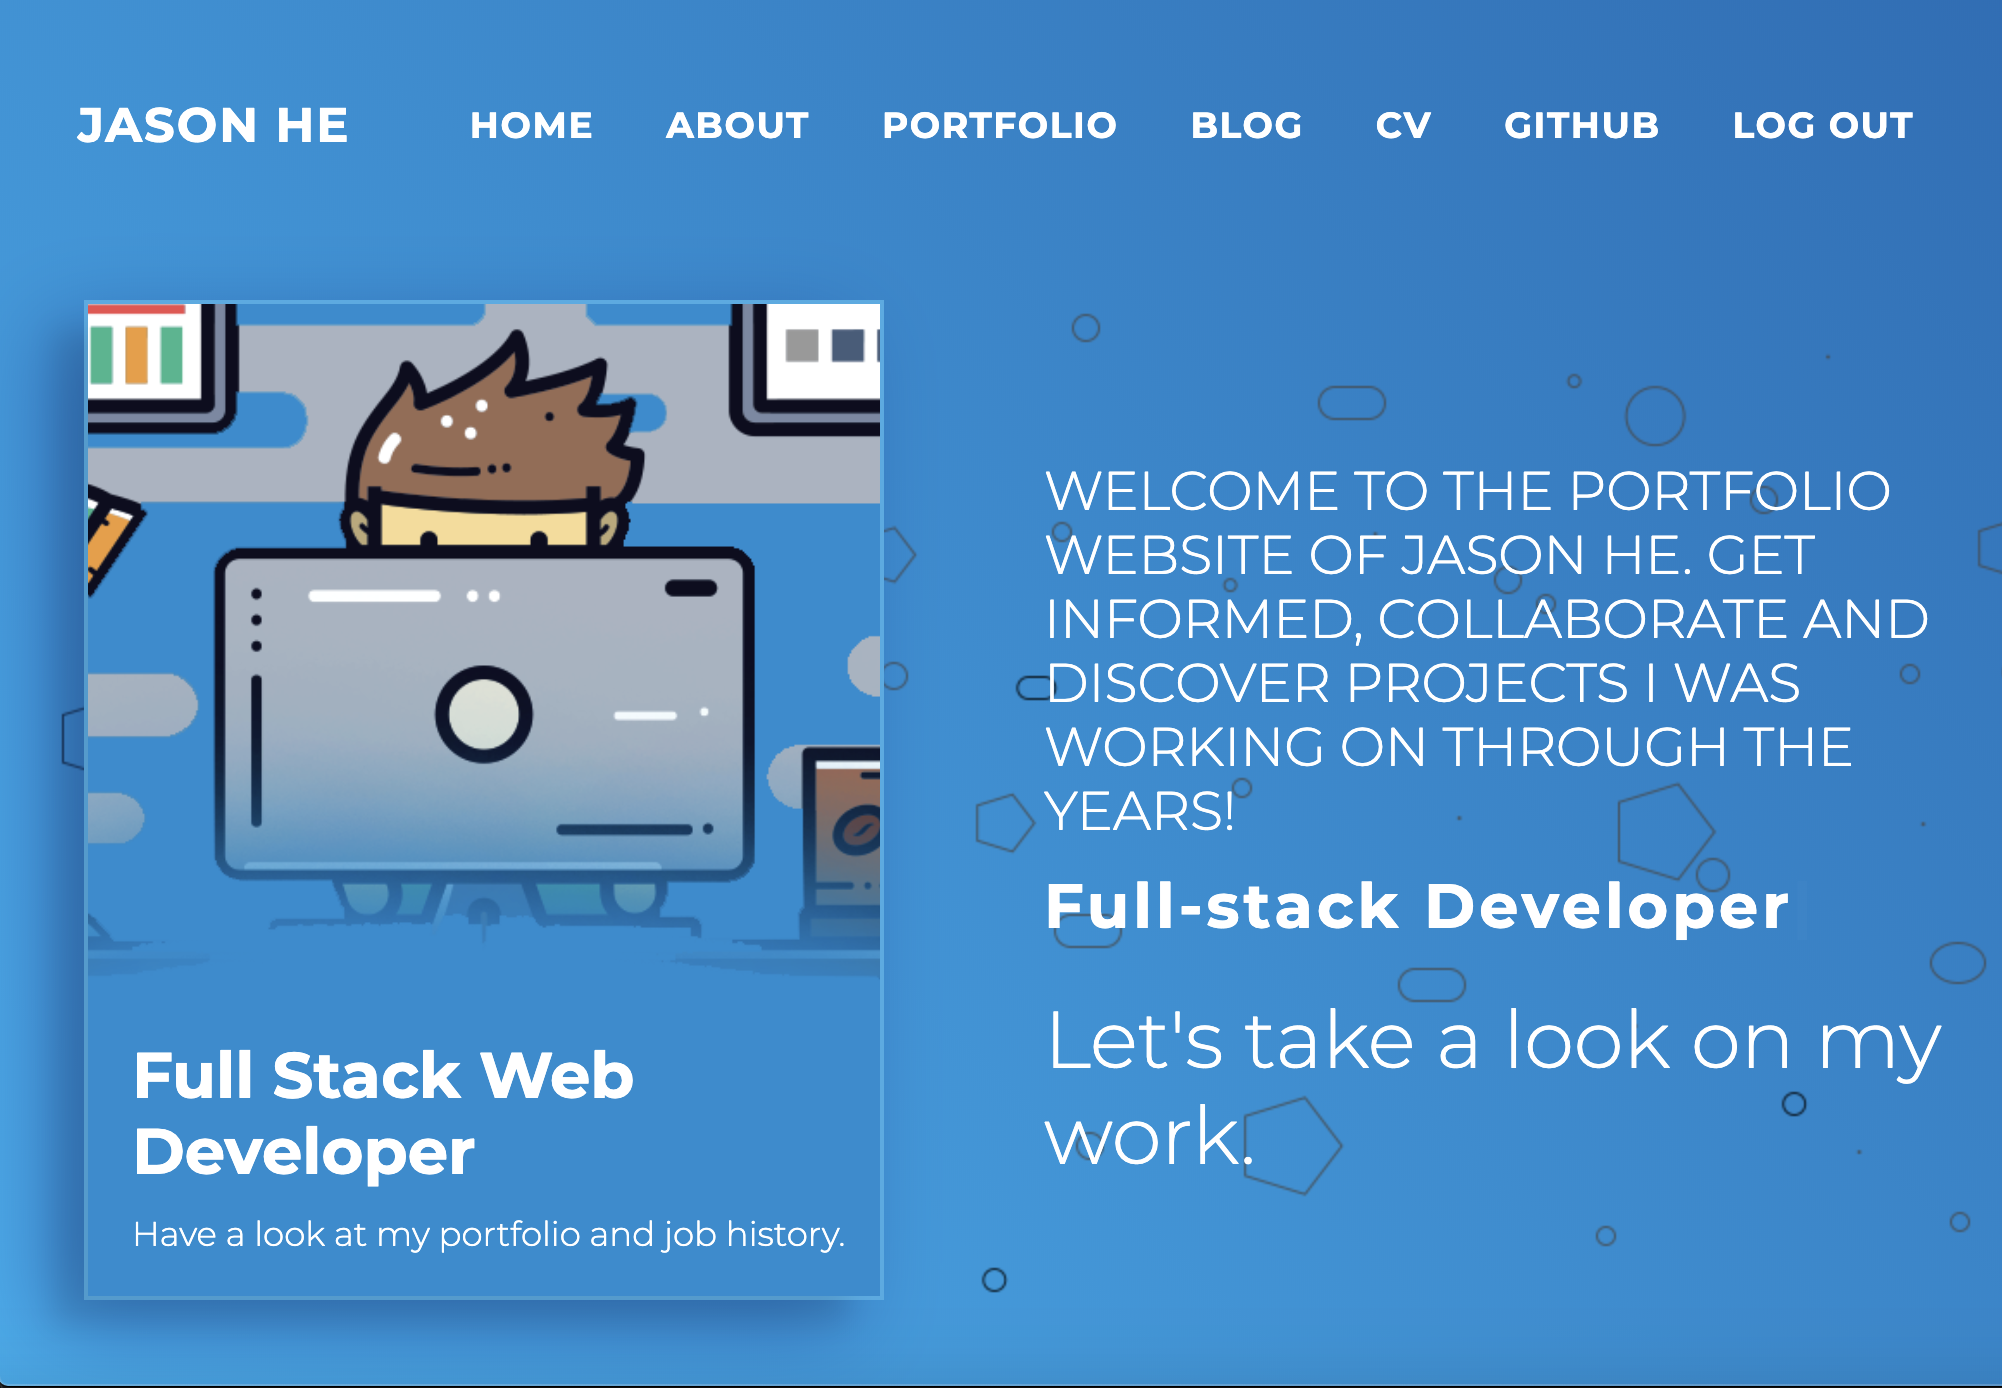 JASON HE
HOME
ABOUT
PORTFOLIO
BLOG
CV
GITHUB
LOG OUT
Full Stack Web
Developer
Have a look at my portfolio and job history.
WELCOME TO THE PORTFOLIO
WEBSITE OF JASON HE. GET
INFORMED, COLLABORATE AND
DISCOVER PROJECTS I WAS
WORKING ON THROUGH THE
YEARS!
Full-stack Developer
Let's take a look on my
work.